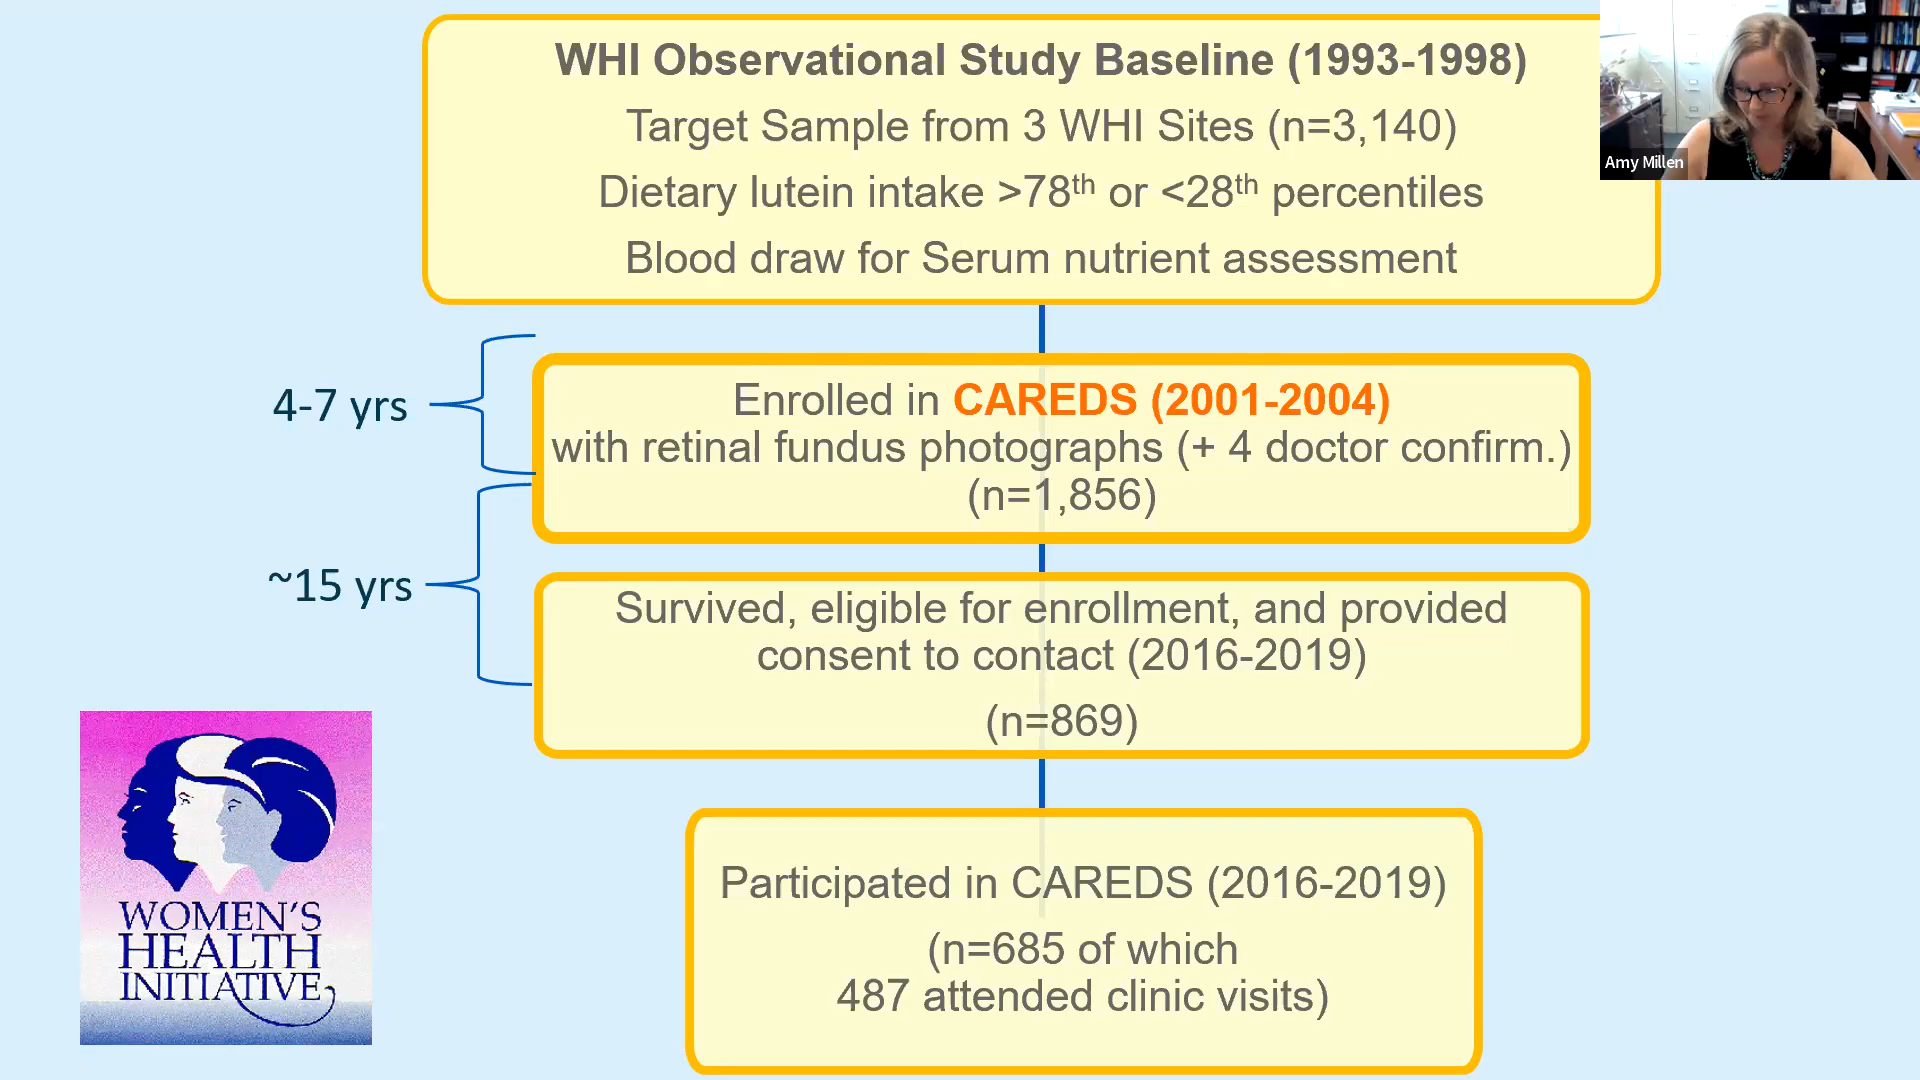 WHI Observational Study Baseline (1993-1998)
Target Sample from 3 WHI Sites (n=3,140)
Dietary lutein intake >78th or <28th percentiles
Blood draw for Serum nutrient assessment
Amy Millen
4-7 yrs
Enrolled in CAREDS (2001-2004)
with retinal fundus photographs (+ 4 doctor confirm.)
(n=1,856)
~15 yrs
Survived, eligible for enrollment, and provided
consent to contact (2016-2019)
(n=869)
Participated in CAREDS (2016-2019)
(n=685 of which
487 attended clinic visits)
WOMEN'S
HEALTH
INITIATIVE